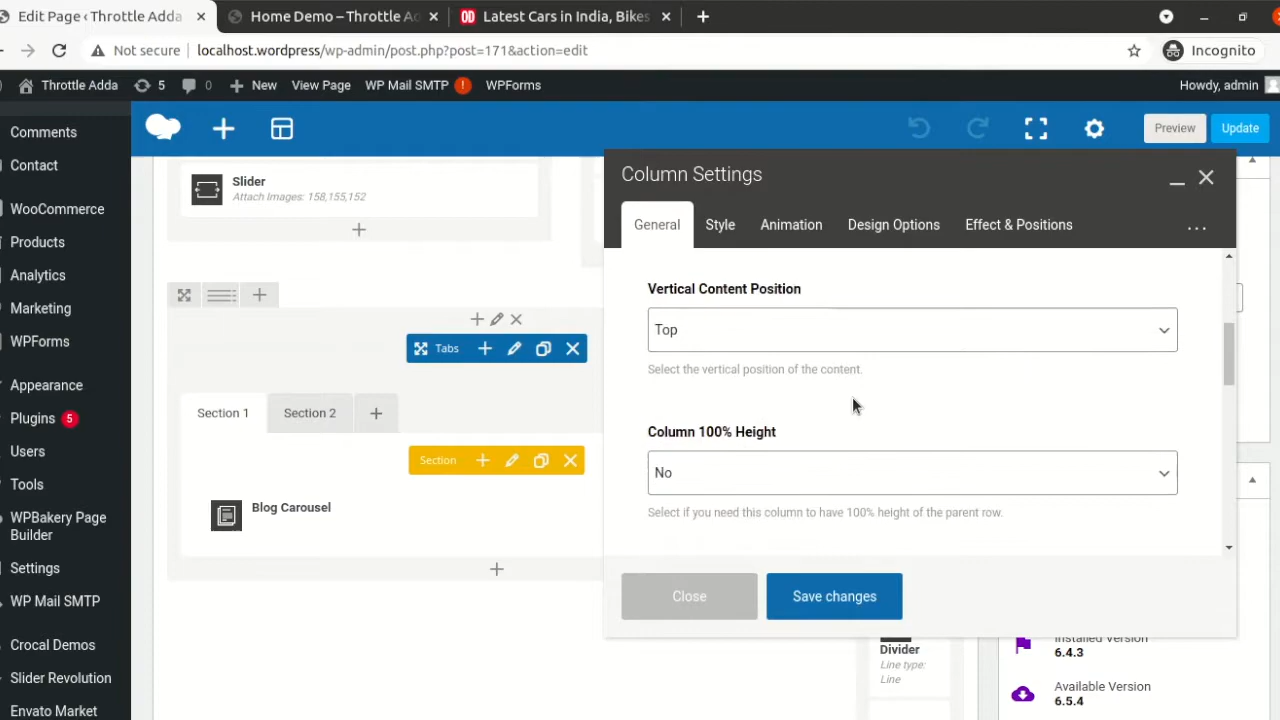 Edit Page ‹ Throttle Adda
Home Demo – Throttle Ad
OD Latest Cars in India, Bikes
Not secure
localhost.wordpress/wp-admin/post.php?post=171&action=edit
Incognito
Throttle Adda
5
0
New
View Page
WP Mail SMTP !
WPForms
Howdy, admin
Comments
Contact
WooCommerce
Products
Analytics
Marketing
WPForms
Appearance
Plugins 5
Users
Tools
WPBakery Page
Builder
Settings
WP Mail SMTP
Crocal Demos
Slider Revolution
Envato Market
Preview
Update
Slider
Attach Images: 158,155,152
Tabs
Section 1
Section 2
Section
Blog Carousel
Column Settings
General
Style
Animation
Design Options
Effect & Positions
...
Vertical Content Position
Top
Select the vertical position of the content.
Column 100% Height
No
Select if you need this column to have 100% height of the parent row.
Close
Save changes
Divider
Line type:
Line
Installed Version
6.4.3
Available Version
6.5.4